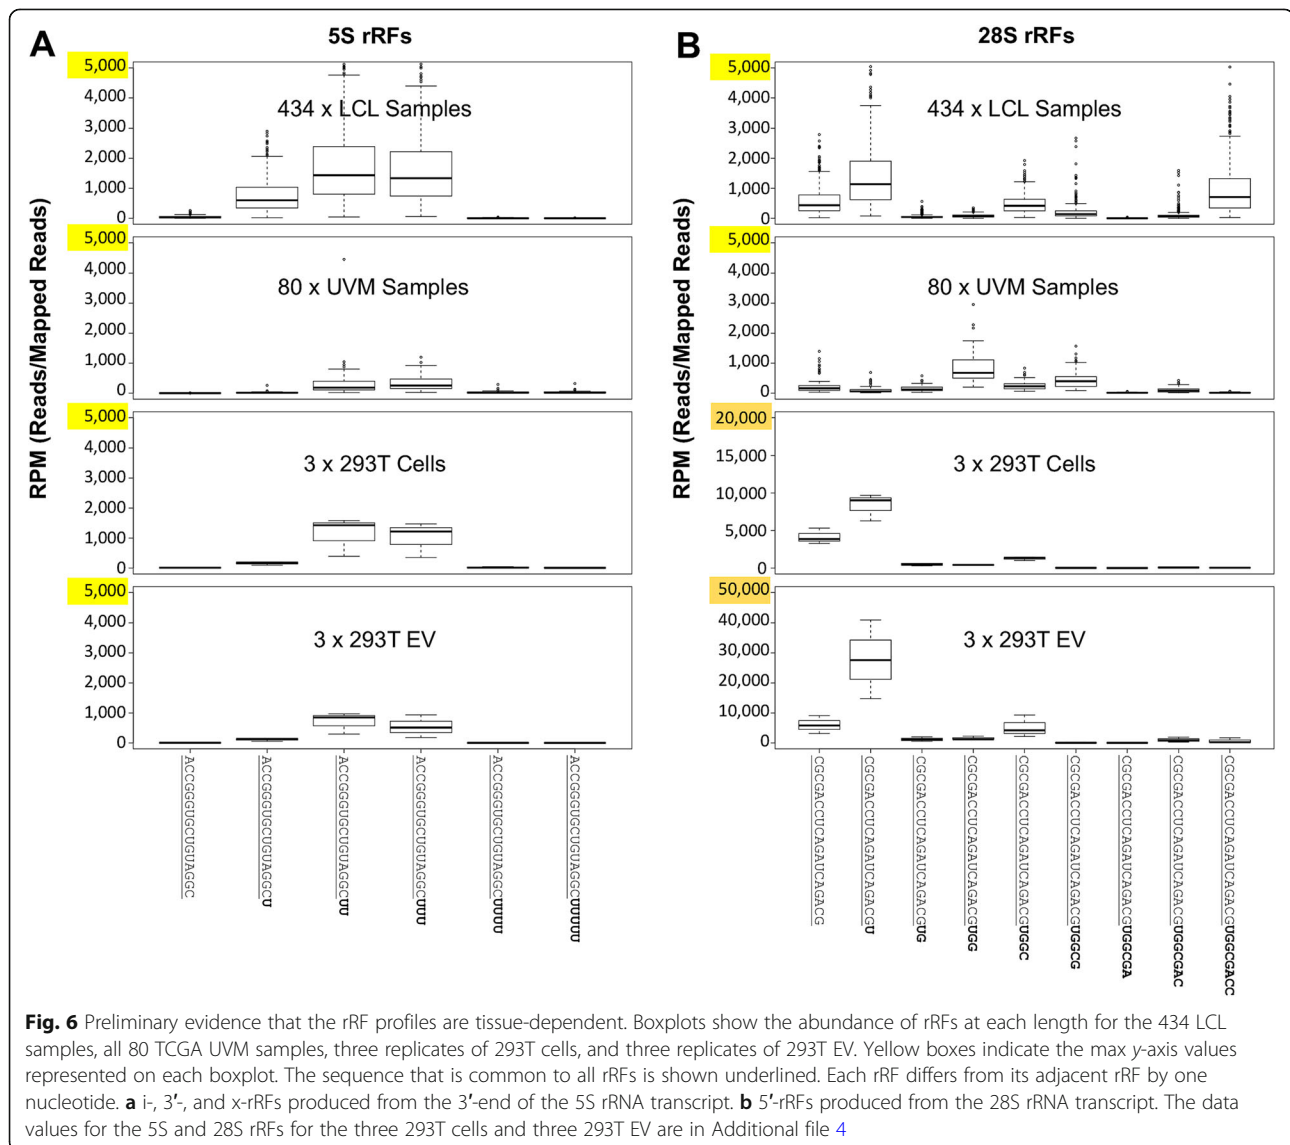 A
5S rRFs
RPM (Reads/Mapped Reads)
5,000
4,000
3,000
2,000
1,000
0
434 x LCL Samples
5,000
4,000
3,000
2,000
1,000
0
80 x UVM Samples
5,000
4,000
3,000
2,000
1,000
0
3 x 293T Cells
5,000
4,000
3,000
2,000
1,000
0
3 x 293T EV
ACCGGGUGCUGUAGGC
ACCGGGUGCUGUAGGCU
ACCGGGUGCUGUAGGCUU
ACCGGGUGCUGUAGGCUUU
ACCGGGUGCUGUAGGCUUUU
ACCGGGUGCUGUAGGCUUUUU
B
28S rRFs
RPM (Reads/Mapped Reads)
5,000
4,000
3,000
2,000
1,000
0
434 x LCL Samples
5,000
4,000
3,000
2,000
1,000
0
80 x UVM Samples
20,000
15,000
10,000
5,000
0
3 x 293T Cells
50,000
40,000
30,000
20,000
10,000
0
3 x 293T EV
CGCGACCUCAGAUCAGACG
CGCGACCUCAGAUCAGACGU
CGCGACCUCAGAUCAGACGUG
CGCGACCUCAGAUCAGACGUGG
CGCGACCUCAGAUCAGACGUGGC
CGCGACCUCAGAUCAGACGUGGCG
CGCGACCUCAGAUCAGACGUGGCGA
CGCGACCUCAGAUCAGACGUGGCGAC
CGCGACCUCAGAUCAGACGUGGCGACC
Fig. 6 Preliminary evidence that the rRF profiles are tissue-dependent. Boxplots show the abundance of rRFs at each length for the 434 LCL
samples, all 80 TCGA UVM samples, three replicates of 293T cells, and three replicates of 293T EV. Yellow boxes indicate the max y-axis values
represented on each boxplot. The sequence that is common to all rRFs is shown underlined. Each rRF differs from its adjacent rRF by one
nucleotide. a i-, 3′-, and x-rRFs produced from the 3′-end of the 5S rRNA transcript. b 5′-rRFs produced from the 28S rRNA transcript. The data
values for the 5S and 28S rRFs for the three 293T cells and three 293T EV are in Additional file 4